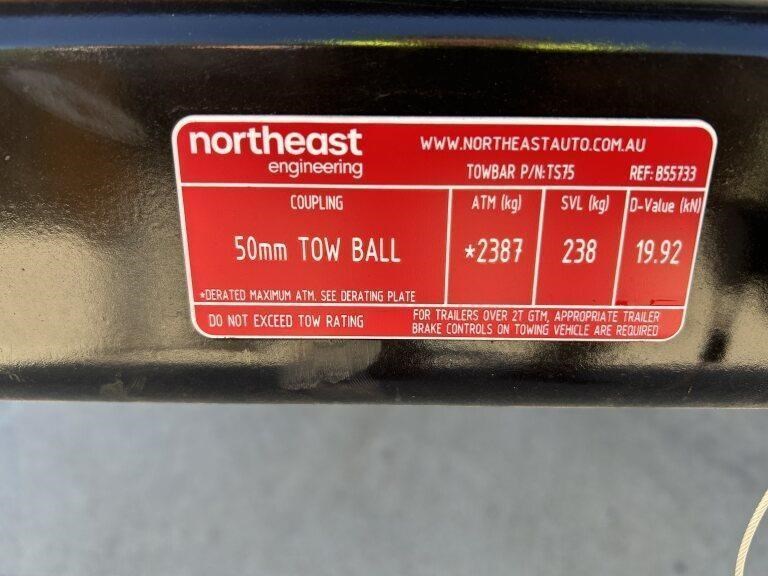 northeast
engineering
WWW.NORTHEASTAUTO.COM.AU
TOWBAR P/N:TS75 REF: B55733
COUPLING ATM (kg) SVL (kg) D-Value (kN)
50mm TOW BALL *2387 238 19.92
*DERATED MAXIMUM ATM. SEE DERATING PLATE
DO NOT EXCEED TOW RATING
FOR TRAILERS OVER 2T GTM, APPROPRIATE TRAILER
BRAKE CONTROLS ON TOWING VEHICLE ARE REQUIRED